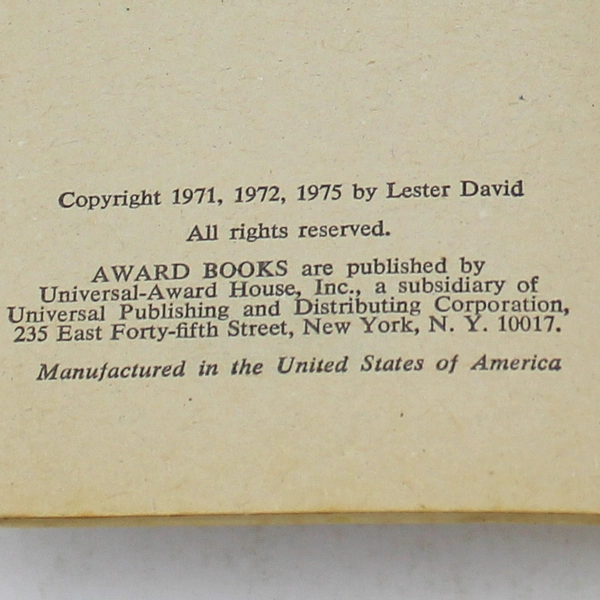 Copyright 1971, 1972, 1975 by Lester David
All rights reserved.
AWARD BOOKS are published by
Universal-Award House, Inc., a subsidiary of
Universal Publishing and Distributing Corporation,
235 East Forty-fifth Street, New York, N. Y. 10017.
Manufactured in the United States of America